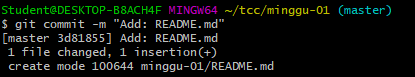 Student@DESKTOP-B8ACH4F MINGW64 ~/tcc/minggu-01 (master)
$ git commit -m "Add: README.md"
[master 3d81855] Add: README.md
 1 file changed, 1 insertion(+)
 create mode 100644 minggu-01/README.md